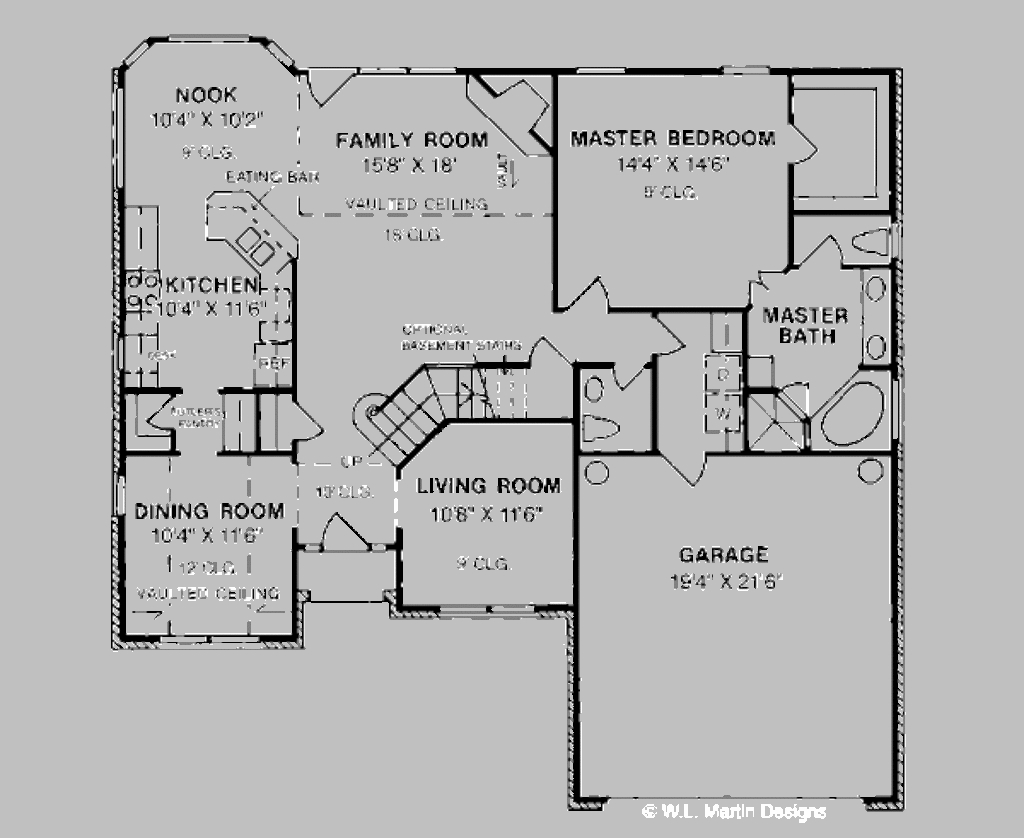 NOOK
10'4" X 10'2"
9' CLG.
EATING BAR
FAMILY ROOM
15'8" X 18'
VAULT
VAULTED CEILING
18' CLG.
MASTER BEDROOM
14'4" X 14'6"
9' CLG.
KITCHEN
10'4" X 11'6"
DESK
REF
OPTIONAL
BASEMENT STAIRS
MASTER
BATH
D
W
BUTLER'S
PANTRY
UP
19' CLG.
DINING ROOM
10'4" X 11'6"
12' CLG.
VAULTED CEILING
LIVING ROOM
10'8" X 11'6"
9' CLG.
GARAGE
19'4" X 21'6"
© W.L. Martin Designs